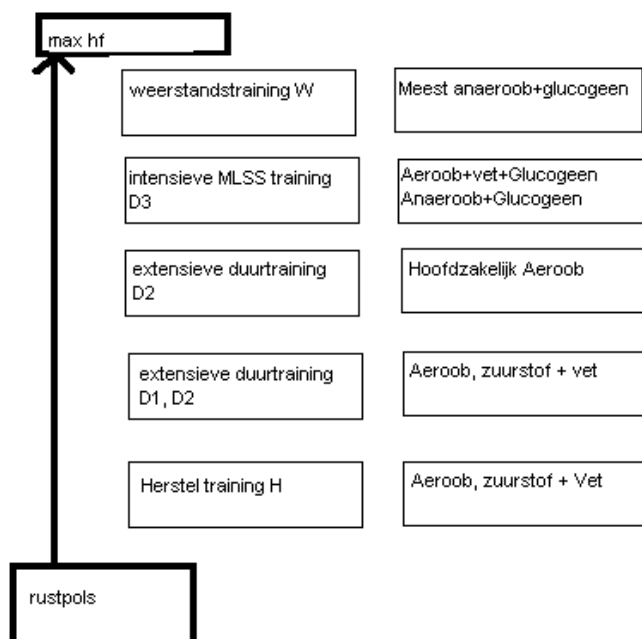 max hf
weerstandstraining W
Meest anaeroob+glucogeen
intensieve MLSS training
D3
Aeroob+vet+Glucogeen
Anaeroob+Glucogeen
extensieve duurtraining
D2
Hoofdzakelijk Aeroob
extensieve duurtraining
D1, D2
Aeroob, zuurstof + vet
Herstel training H
Aeroob, zuurstof + Vet
rustpols